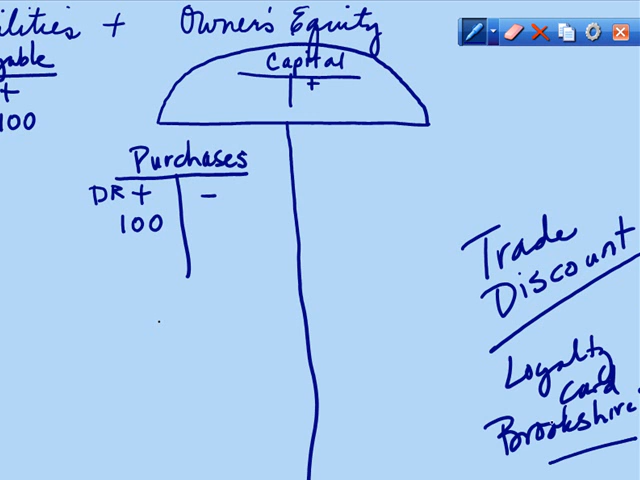 ilities + Owner's Equity
yable
+
100
Capital
+
Purchases
DR + -
100
Trade
Discount
Loyalty
Card
Brookshire